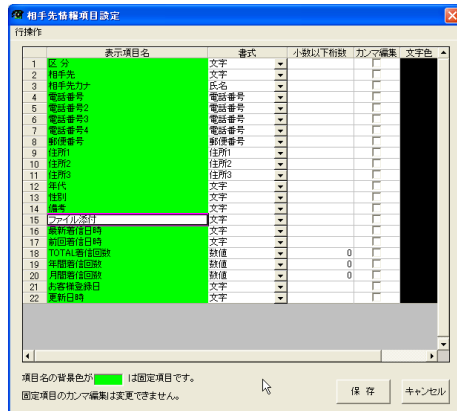 相手先情報項目設定
行操作
表示項目名 書式 小数以下桁数 カンマ編集 文字色
1 区 分 文字
2 相手先 文字
3 相手先カナ 氏名
4 電話番号 電話番号
5 電話番号2 電話番号
6 電話番号3 電話番号
7 電話番号4 電話番号
8 郵便番号 郵便番号
9 住所1 住所1
10 住所2 住所2
11 住所3 住所3
12 年代 文字
13 性別 文字
14 備考 文字
15 ファイル添付 文字
16 最新着信日時 文字
17 前回着信日時 文字
18 TOTAL着信回数 数値 0
19 年間着信回数 数値 0
20 月間着信回数 数値 0
21 お客様登録日 文字
22 更新日時 文字
項目名の背景色が は固定項目です。
固定項目のカンマ編集は変更できません。
保 存 キャンセル